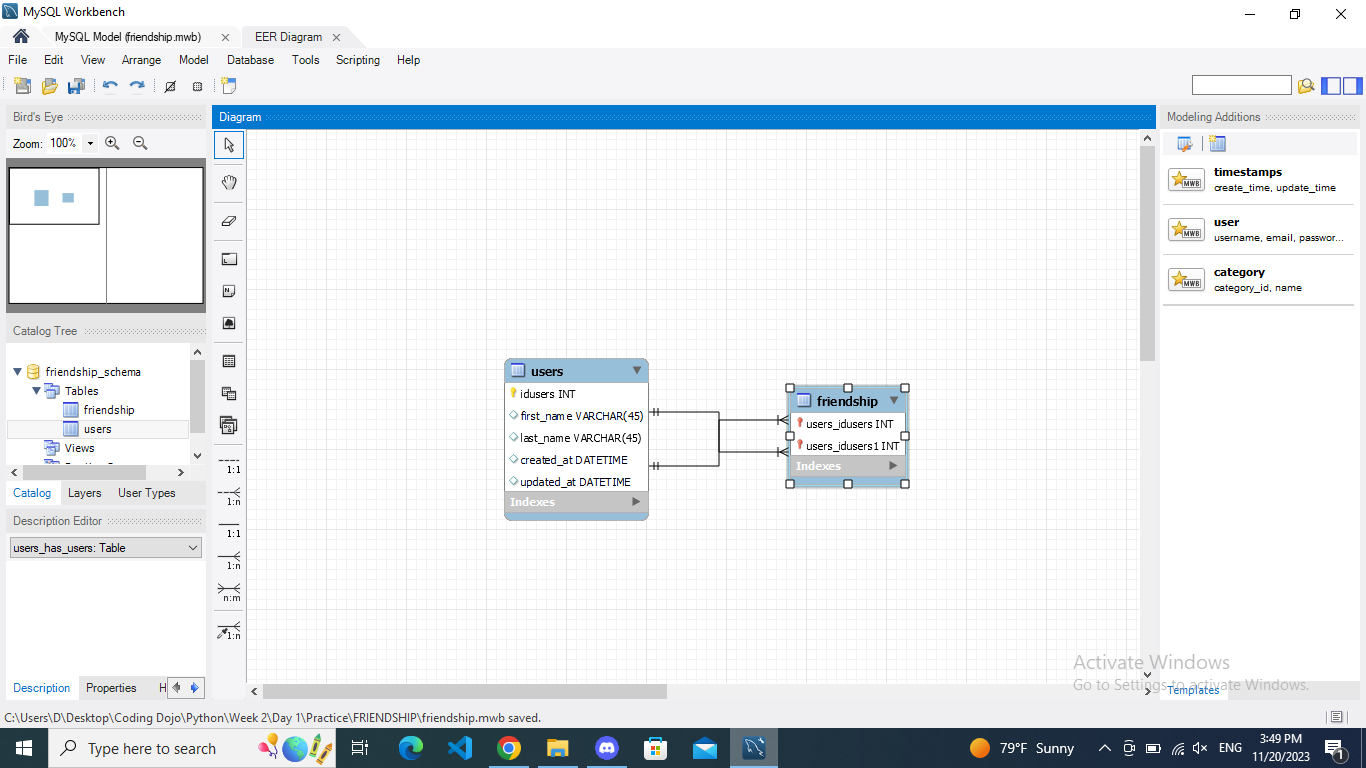 MySQL Workbench
MySQL Model (friendship.mwb)
EER Diagram
File Edit View Arrange Model Database Tools Scripting Help
Bird's Eye
Zoom: 100%
Catalog Tree
friendship_schema
Tables
friendship
users
Views
Catalog Layers User Types
Description Editor
users_has_users: Table
Description Properties H
Diagram
1:1
1:n
1:1
1:n
n:m
1:n
users
idusers INT
first_name VARCHAR(45)
last_name VARCHAR(45)
created_at DATETIME
updated_at DATETIME
Indexes
friendship
users_idusers INT
users_idusers1 INT
Indexes
Modeling Additions
timestamps
create_time, update_time
user
username, email, passwor...
category
category_id, name
Activate Windows
Go to Settings to activate Windows.
Templates
C:\Users\D\Desktop\Coding Dojo\Python\Week 2\Day 1\Practice\FRIENDSHIP\friendship.mwb saved.
Type here to search
79°F Sunny
ENG
3:49 PM
11/20/2023
1